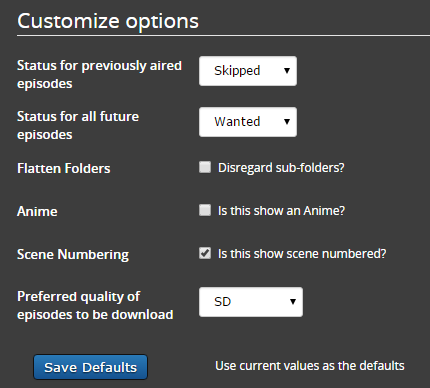 Customize options
Status for previously aired
episodes
Skipped
Status for all future
episodes
Wanted
Flatten Folders
Disregard sub-folders?
Anime
Is this show an Anime?
Scene Numbering
Is this show scene numbered?
Preferred quality of
episodes to be download
SD
Save Defaults
Use current values as the defaults